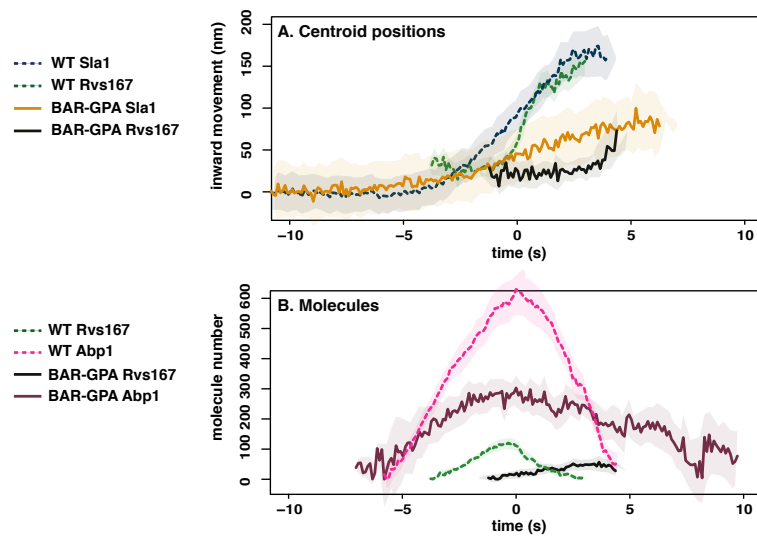 WT Sla1
WT Rvs167
BAR-GPA Sla1
BAR-GPA Rvs167
A. Centroid positions
inward movement (nm)
200
150
100
50
0
−10 −5 0 5 10
time (s)
WT Rvs167
WT Abp1
BAR-GPA Rvs167
BAR-GPA Abp1
B. Molecules
molecule number
600
500
400
300
200
100
0
−10 −5 0 5 10
time (s)